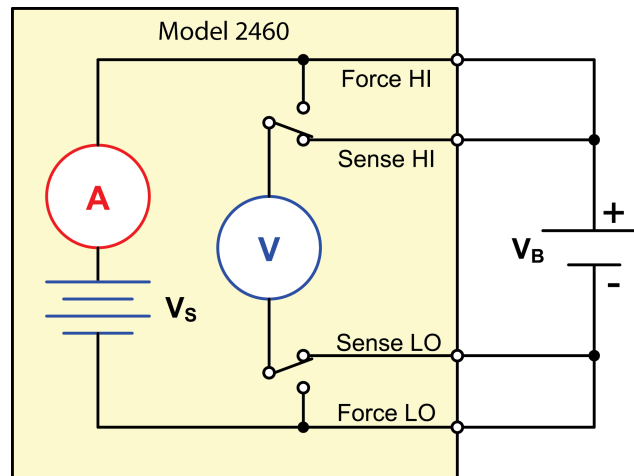 Model 2460
Force HI
Sense HI
A
V
+
VB
-
VS
Sense LO
Force LO